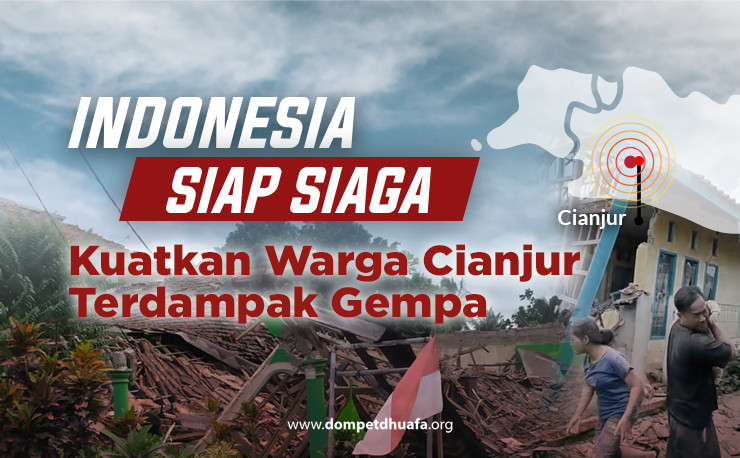 INDONESIA
SIAP SIAGA
Cianjur
Kuatkan Warga Cianjur
Terdampak Gempa
www.dompetdhuafa.org